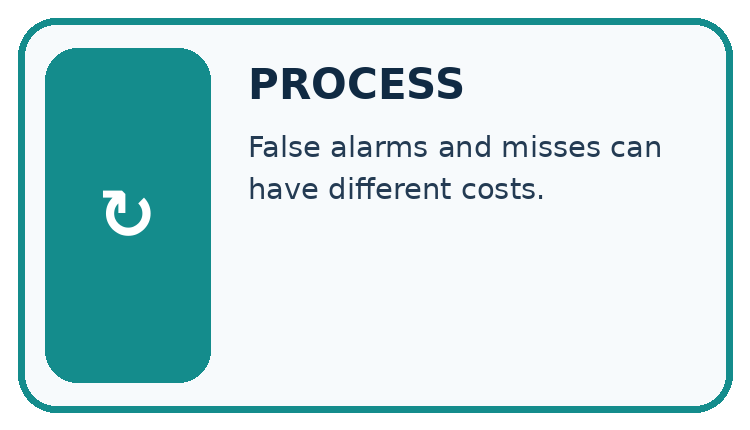 PROCESS
False alarms and misses can
have different costs.